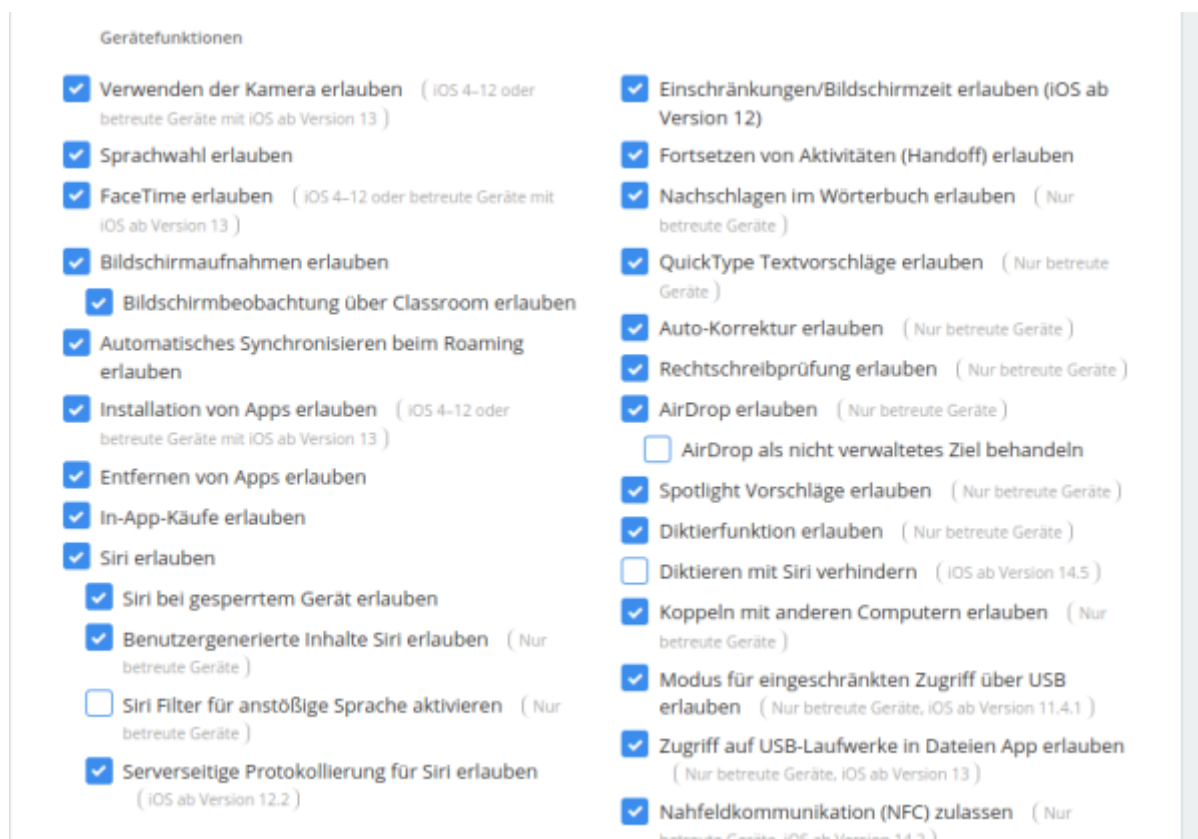 Gerätefunktionen
Verwenden der Kamera erlauben ( iOS 4–12 oder
betreute Geräte mit iOS ab Version 13 )
Sprachwahl erlauben
FaceTime erlauben ( iOS 4–12 oder betreute Geräte mit
iOS ab Version 13 )
Bildschirmaufnahmen erlauben
Bildschirmbeobachtung über Classroom erlauben
Automatisches Synchronisieren beim Roaming
erlauben
Installation von Apps erlauben ( iOS 4–12 oder
betreute Geräte mit iOS ab Version 13 )
Entfernen von Apps erlauben
In-App-Käufe erlauben
Siri erlauben
Siri bei gesperrtem Gerät erlauben
Benutzergenerierte Inhalte Siri erlauben ( Nur
betreute Geräte )
Siri Filter für anstößige Sprache aktivieren ( Nur
betreute Geräte )
Serverseitige Protokollierung für Siri erlauben
( iOS ab Version 12.2 )
Einschränkungen/Bildschirmzeit erlauben (iOS ab
Version 12)
Fortsetzen von Aktivitäten (Handoff) erlauben
Nachschlagen im Wörterbuch erlauben ( Nur
betreute Geräte )
QuickType Textvorschläge erlauben ( Nur betreute
Geräte )
Auto-Korrektur erlauben ( Nur betreute Geräte )
Rechtschreibprüfung erlauben ( Nur betreute Geräte )
AirDrop erlauben ( Nur betreute Geräte )
AirDrop als nicht verwaltetes Ziel behandeln
Spotlight Vorschläge erlauben ( Nur betreute Geräte )
Diktierfunktion erlauben ( Nur betreute Geräte )
Diktieren mit Siri verhindern ( iOS ab Version 14.5 )
Koppeln mit anderen Computern erlauben ( Nur
betreute Geräte )
Modus für eingeschränkten Zugriff über USB
erlauben ( Nur betreute Geräte, iOS ab Version 11.4.1 )
Zugriff auf USB-Laufwerke in Dateien App erlauben
( Nur betreute Geräte, iOS ab Version 13 )
Nahfeldkommunikation (NFC) zulassen ( Nur
betreute Geräte, iOS ab Version 14.2 )